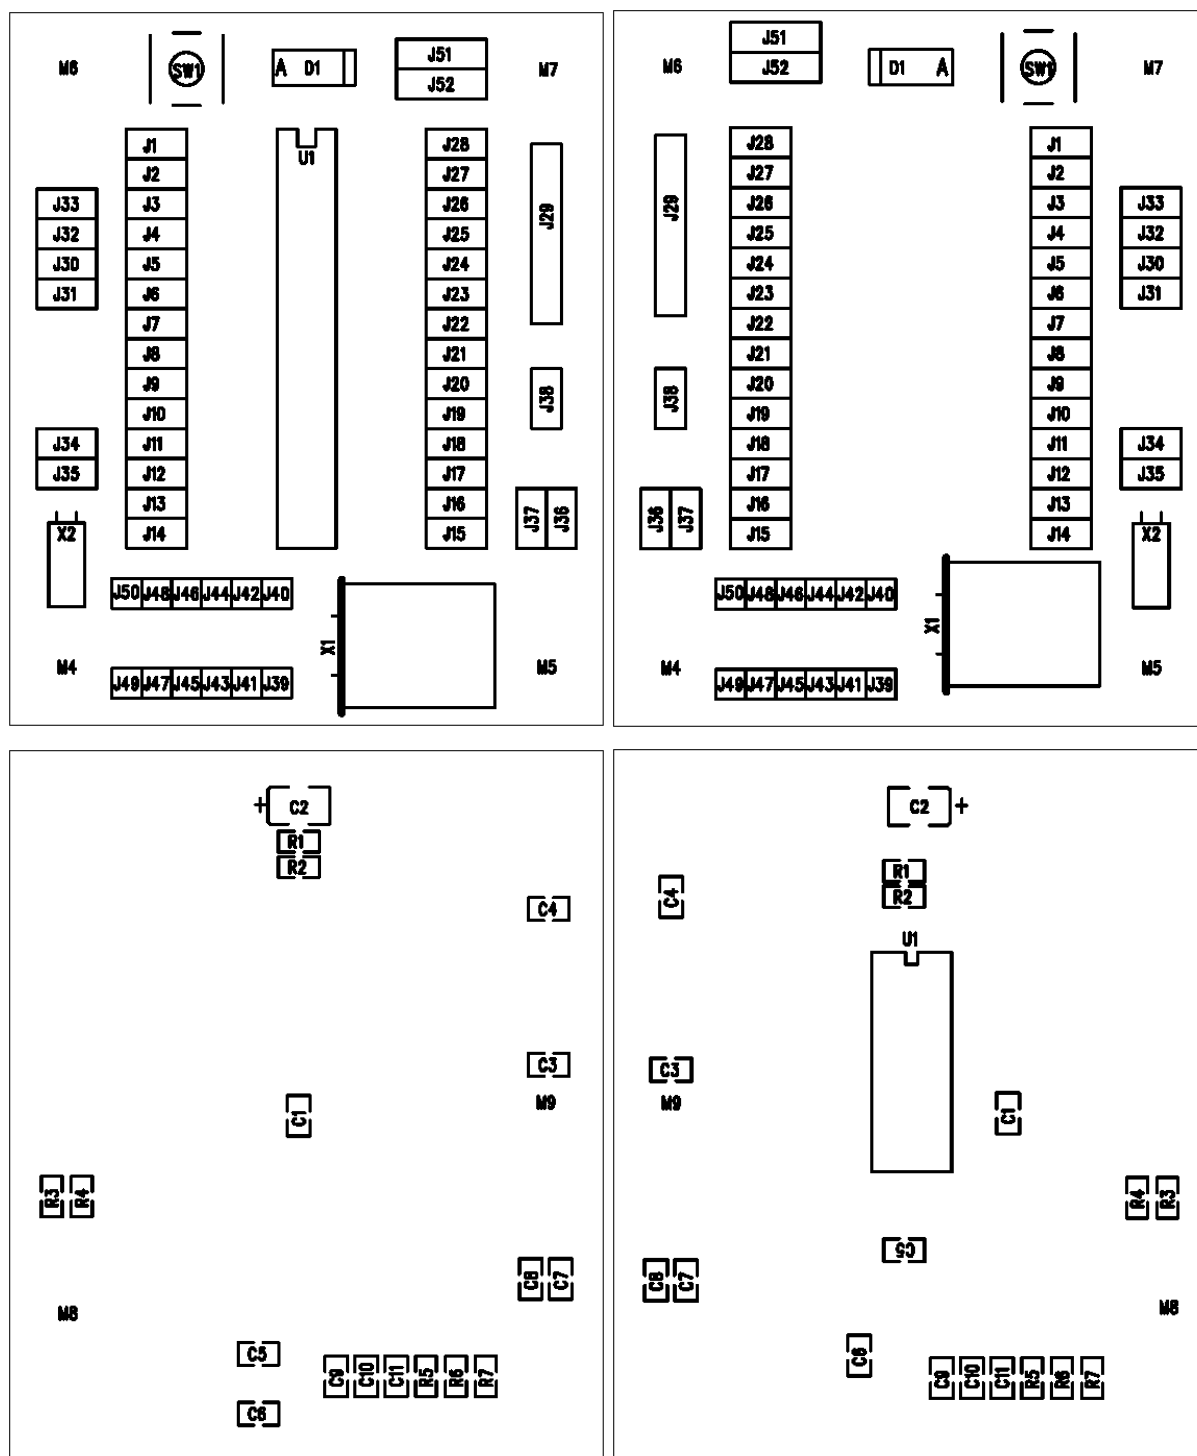 M6 SW1 A D1 J51 M7
J52
J1 U1 J28
J2 J27
J33 J3 J26 J29
J32 J4 J25
J30 J5 J24
J31 J6 J23
J7 J22
J8 J21
J9 J20 J38
J10 J19
J34 J11 J18
J35 J12 J17
J13 J16 J37 J36
X2 J14 J15
J50 J48 J46 J44 J42 J40
X1
M4 M5
J49 J47 J45 J43 J41 J39
M6 J51 D1 A SW1 M7
J52
J28 J1
J27 J2
J29 J26 J3 J33
J25 J4 J32
J24 J5 J30
J23 J6 J31
J22 J7
J21 J8
J38 J20 J9
J19 J10
J18 J11 J34
J17 J12 J35
J36 J37 J16 J13
J15 J14 X2
J50 J48 J46 J44 J42 J40
X1
M4 M5
J49 J47 J45 J43 J41 J39
+ C2
R1
R2
C4
C3
C1 M9
R3 R4
C8 C7
M8
C5
C9 C10 C11 R5 R6 R7
C6
C2 +
R1
C4 R2
U1
C3
M9 C1
R4 R3
C5
C8 C7
M8
C6
C9 C10 C11 R5 R6 R7